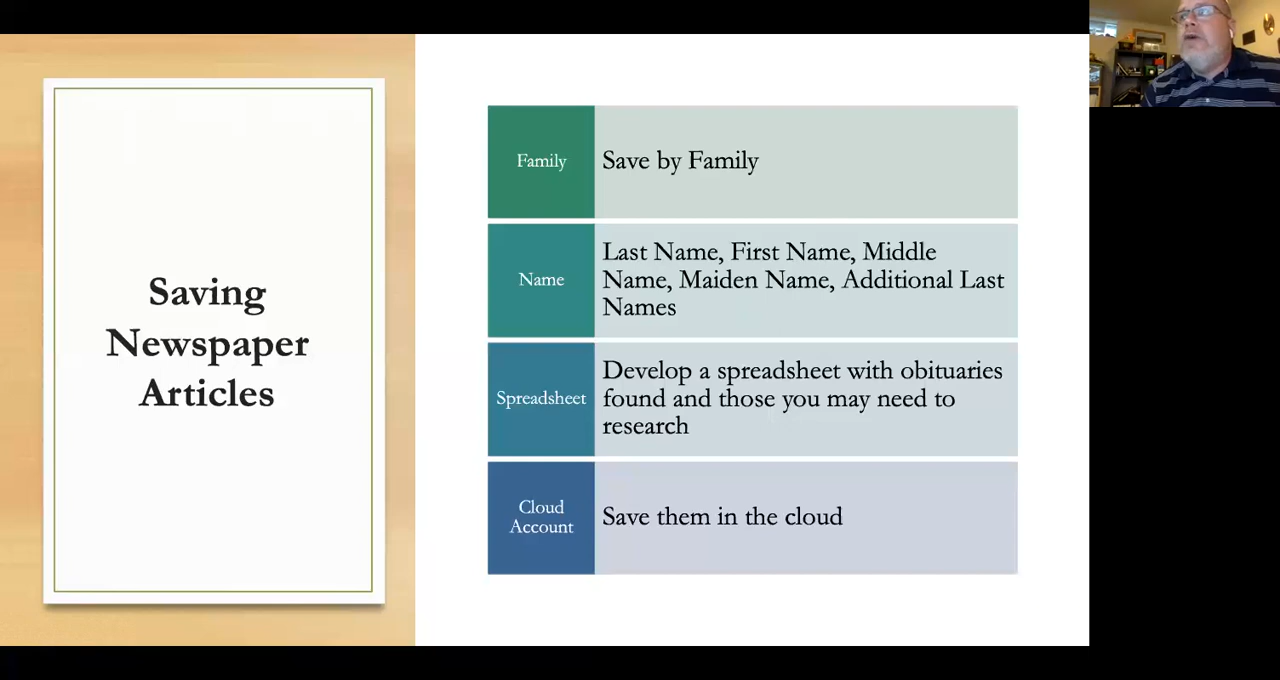 Saving
Newspaper
Articles
Family
Save by Family
Name
Last Name, First Name, Middle
Name, Maiden Name, Additional Last
Names
Spreadsheet
Develop a spreadsheet with obituaries
found and those you may need to
research
Cloud
Account
Save them in the cloud